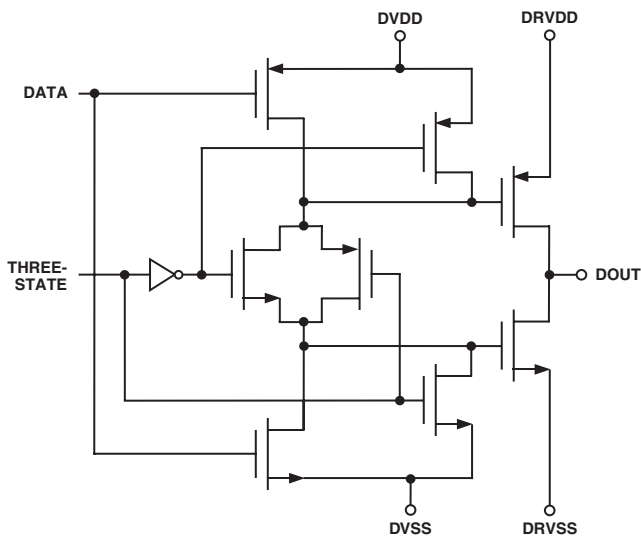 DVDD
DRVDD
DATA
THREE-
STATE
DOUT
DVSS
DRVSS